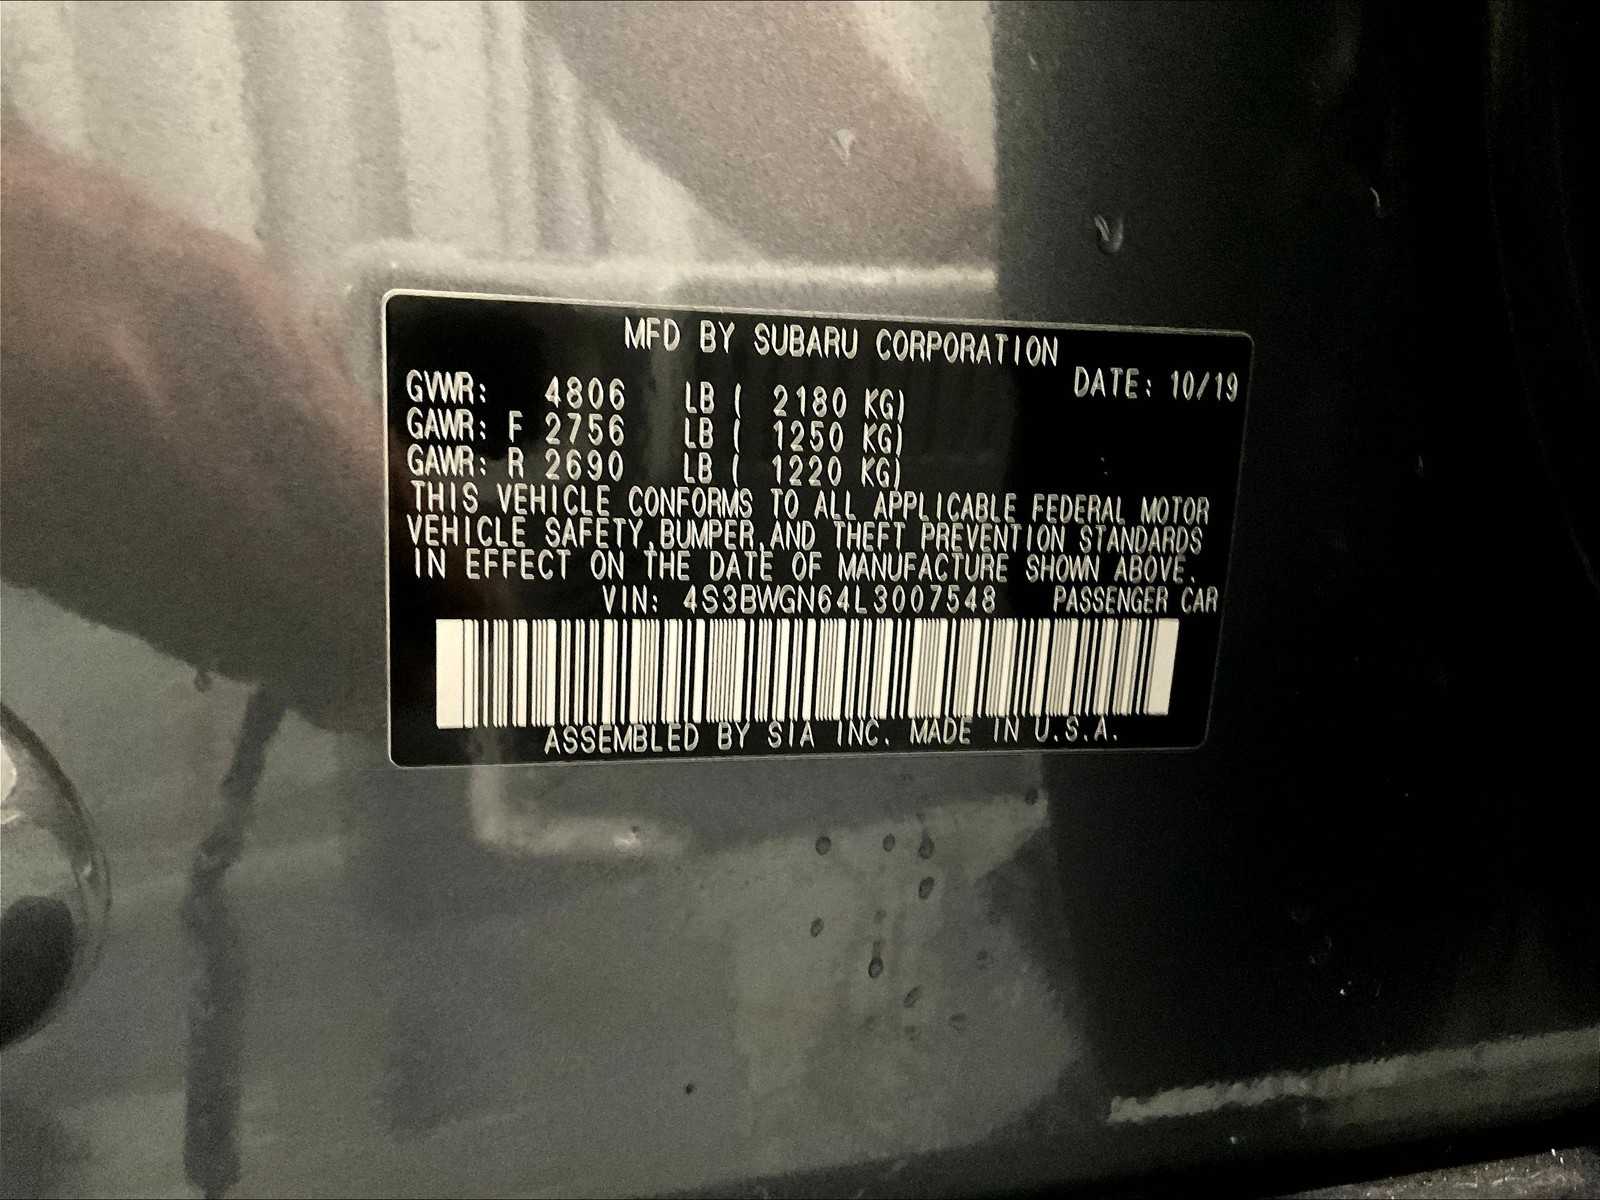 MFD BY SUBARU CORPORATION
DATE: 10/19
GVWR: 4806 LB ( 2180 KG)
GAWR: F 2756 LB ( 1250 KG)
GAWR: R 2690 LB ( 1220 KG)
THIS VEHICLE CONFORMS TO ALL APPLICABLE FEDERAL MOTOR
VEHICLE SAFETY,BUMPER,AND THEFT PREVENTION STANDARDS
IN EFFECT ON THE DATE OF MANUFACTURE SHOWN ABOVE.
VIN: 4S3BWGN64L3007548 PASSENGER CAR
ASSEMBLED BY SIA INC. MADE IN U.S.A.